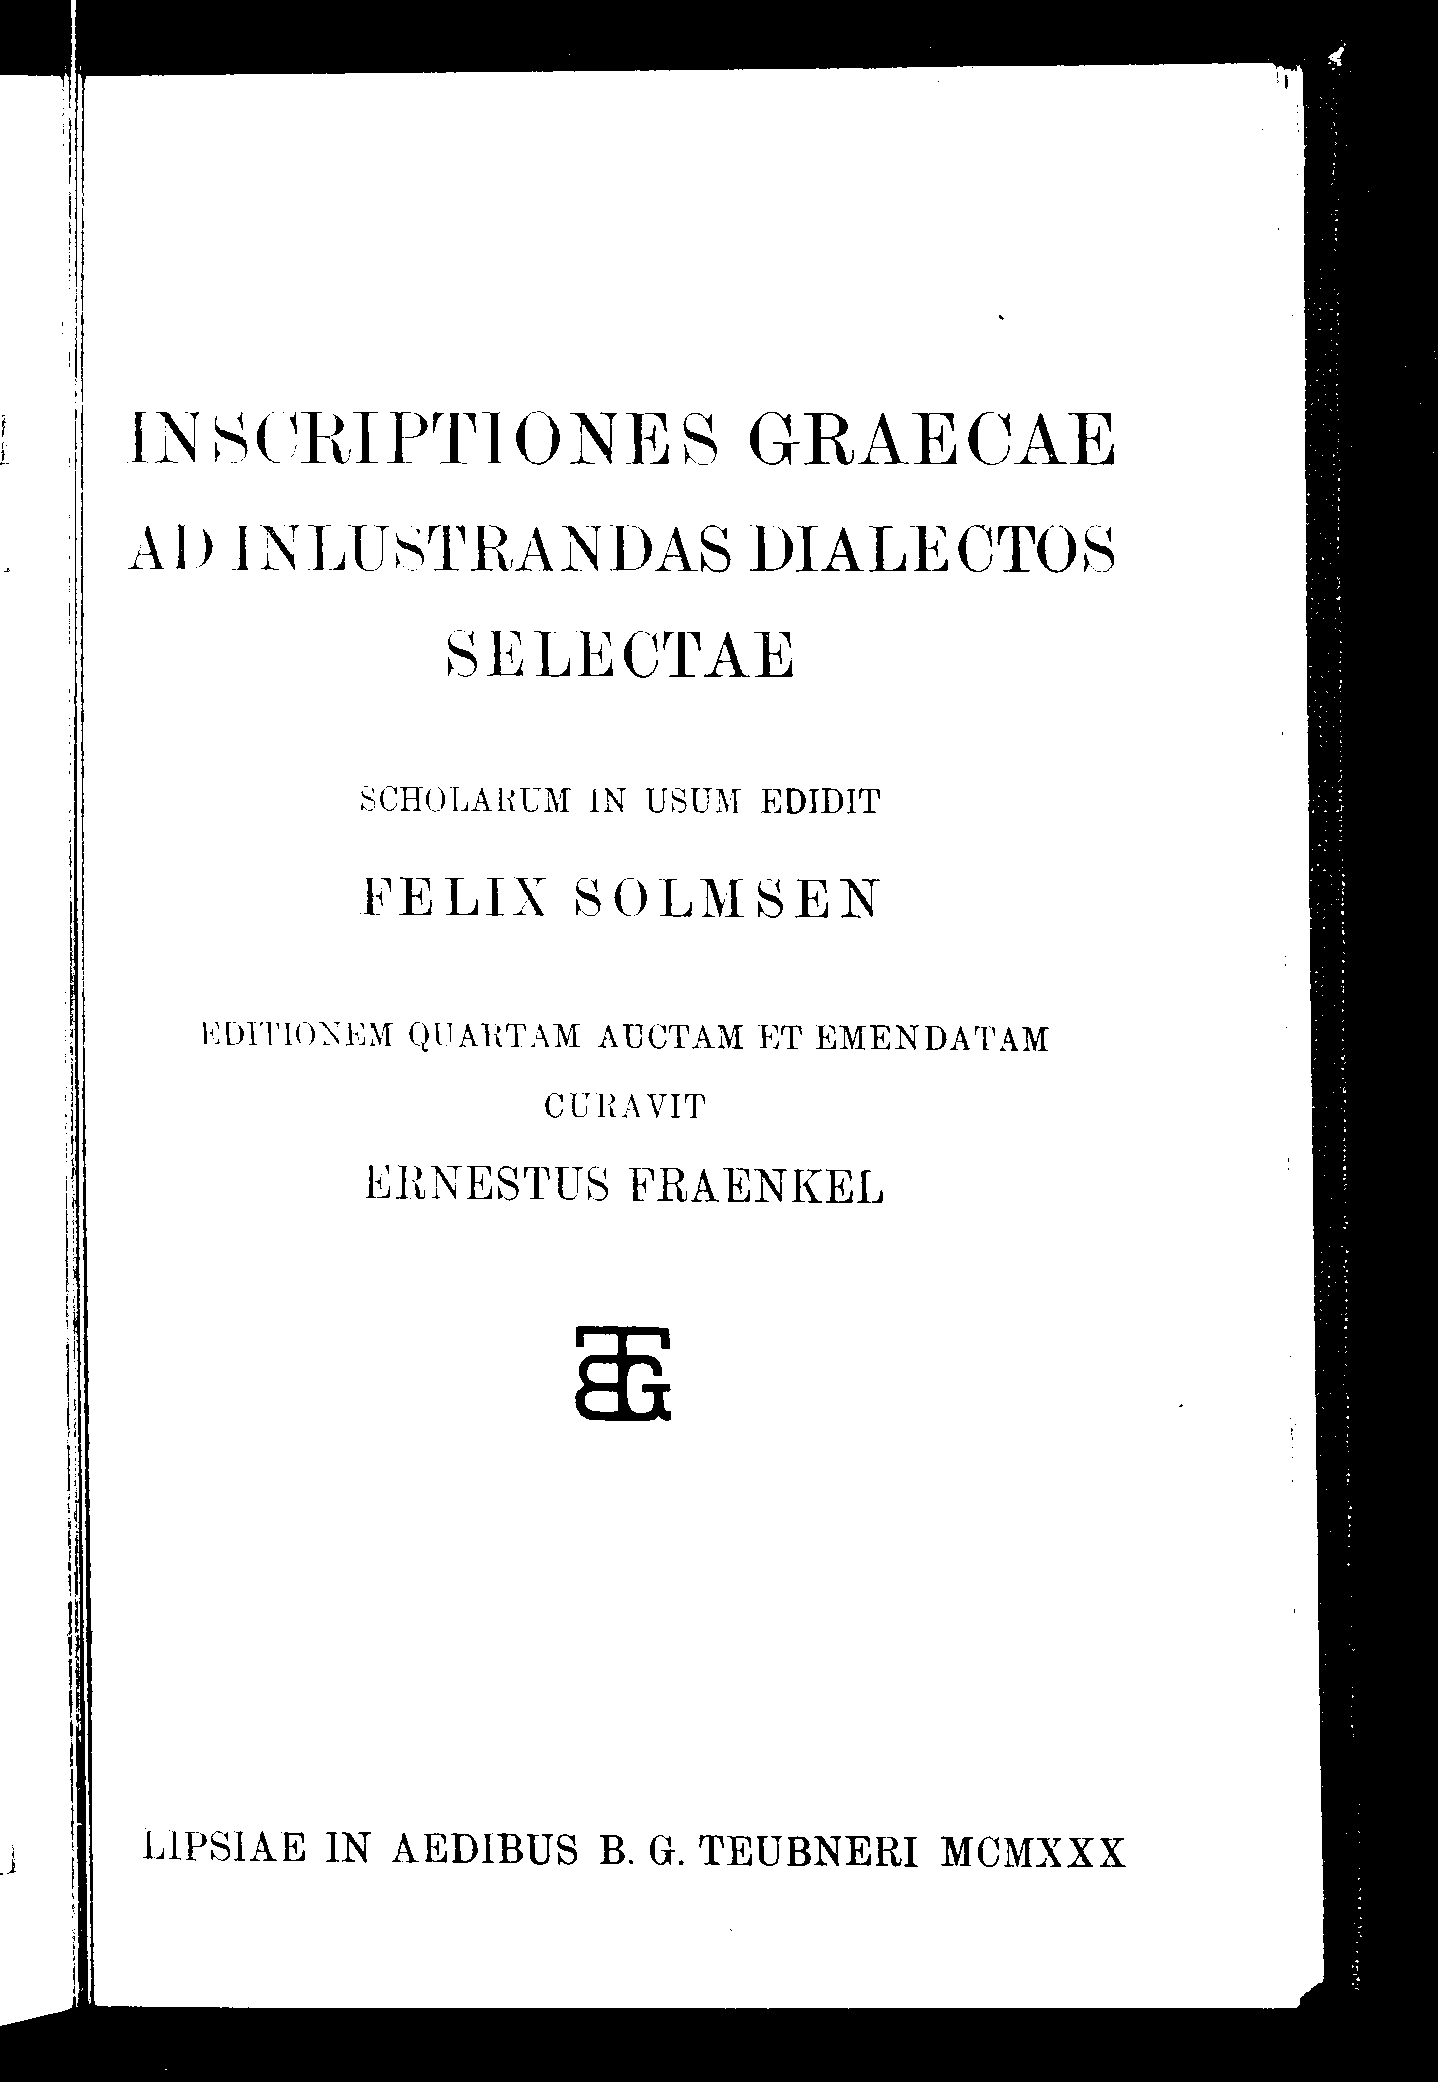 INSCRIPTIONES GRAECAE
AD INLUSTRANDAS DIALECTOS
SELECTAE
SCHOLARUM IN USUM EDIDIT
FELIX SOLMSEN
EDITIONEM QUARTAM AUCTAM ET EMENDATAM
CURAVIT
ERNESTUS FRAENKEL
BTG
LIPSIAE IN AEDIBUS B. G. TEUBNERI MCMXXX